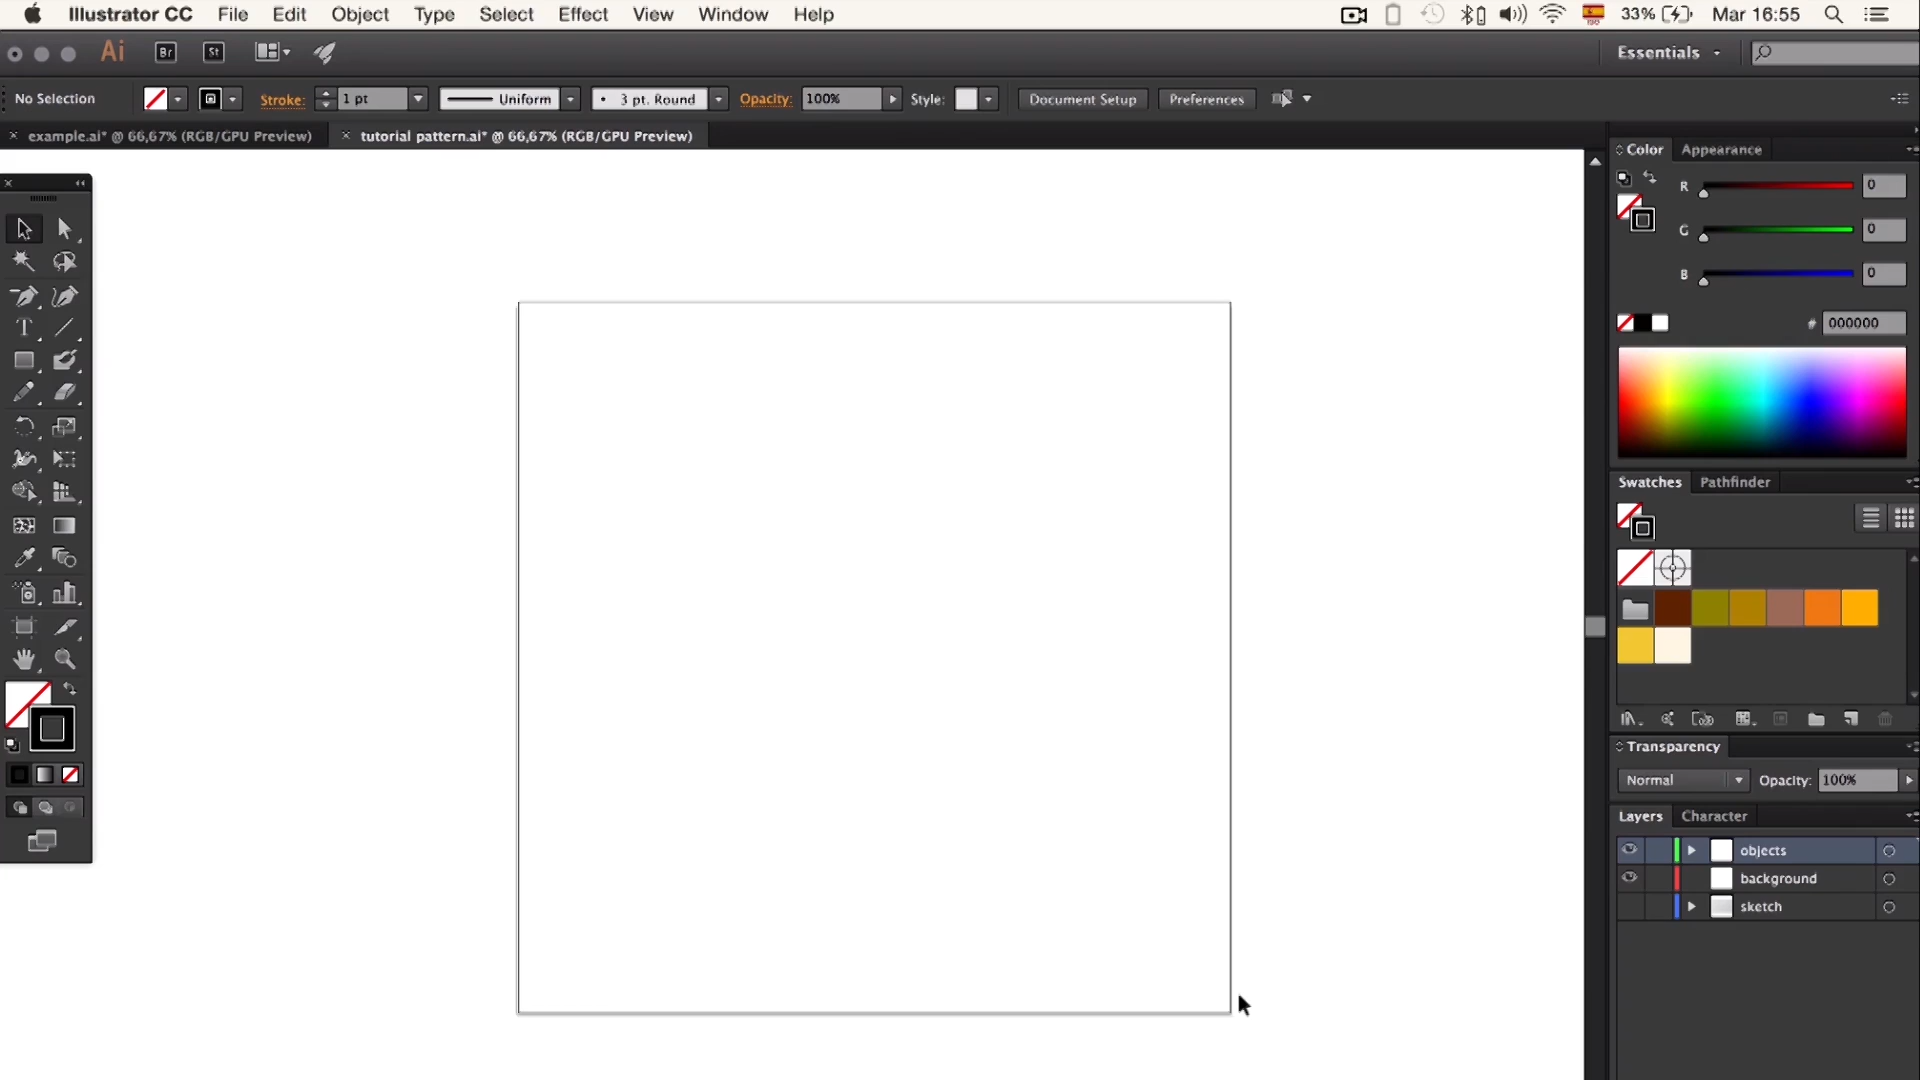 Illustrator CC File Edit Object Type Select Effect View Window Help 33% Mar 16:55
Ai Br St Essentials
No Selection Stroke: 1 pt Uniform 3 pt. Round Opacity: 100% Style: Document Setup Preferences
example.ai* @ 66,67% (RGB/GPU Preview) tutorial pattern.ai* @ 66,67% (RGB/GPU Preview)
Color Appearance
R 0
G 0
B 0
# 000000
Swatches Pathfinder
Transparency
Normal Opacity: 100%
Layers Character
objects
background
sketch